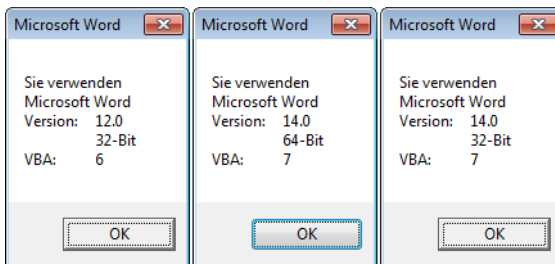 Microsoft Word
Sie verwenden
Microsoft Word
Version: 12.0
32-Bit
VBA: 6
OK
Microsoft Word
Sie verwenden
Microsoft Word
Version: 14.0
64-Bit
VBA: 7
OK
Microsoft Word
Sie verwenden
Microsoft Word
Version: 14.0
32-Bit
VBA: 7
OK